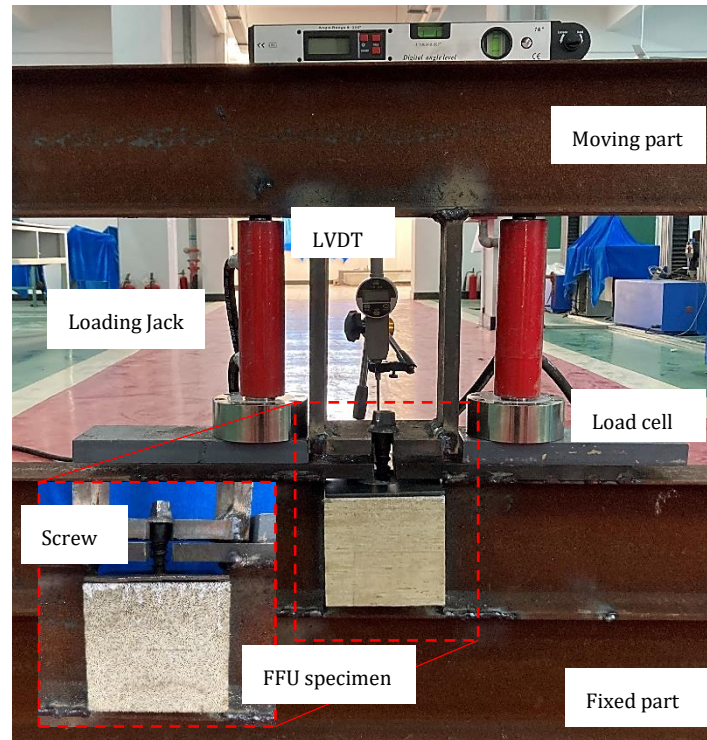 Digital angle level
Moving part
LVDT
Loading Jack
Load cell
Screw
FFU specimen
Fixed part